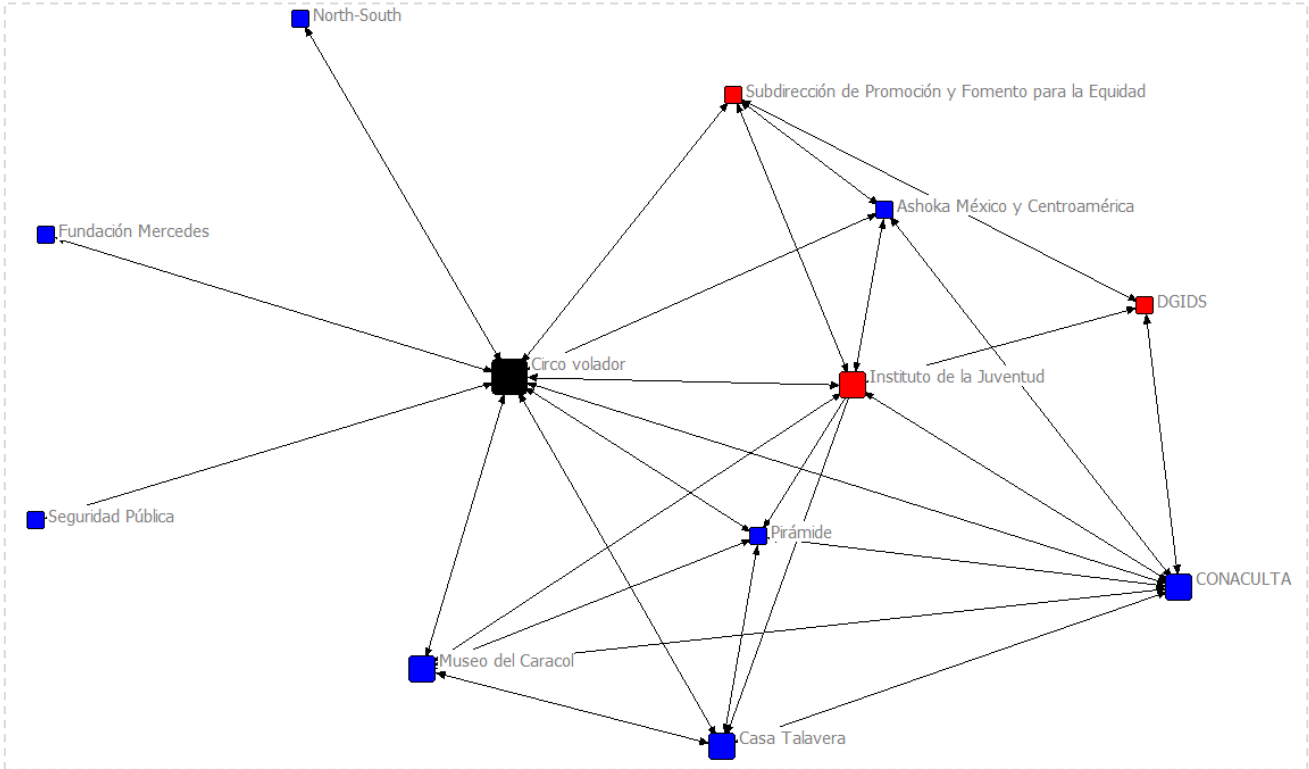 North-South
Subdirección de Promoción y Fomento para la Equidad
Ashoka México y Centroamérica
Fundación Mercedes
DGIDS
Circo volador
Instituto de la Juventud
Seguridad Pública
Pirámide
CONACULTA
Museo del Caracol
Casa Talavera